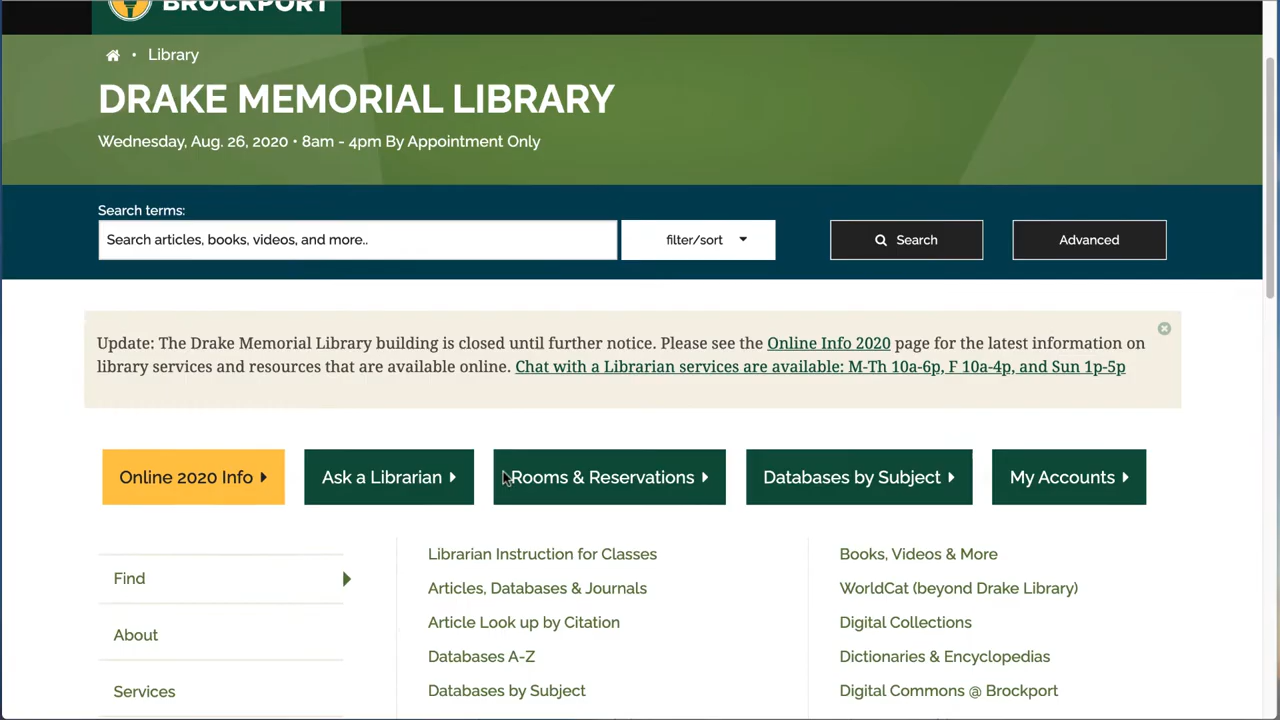 BROCKPORT
• Library
DRAKE MEMORIAL LIBRARY
Wednesday, Aug. 26, 2020 • 8am - 4pm By Appointment Only
Search terms:
Search articles, books, videos, and more..
filter/sort
Search
Advanced
Update: The Drake Memorial Library building is closed until further notice. Please see the Online Info 2020 page for the latest information on
library services and resources that are available online. Chat with a Librarian services are available: M-Th 10a-6p, F 10a-4p, and Sun 1p-5p
Online 2020 Info
Ask a Librarian
Rooms & Reservations
Databases by Subject
My Accounts
Find
About
Services
Librarian Instruction for Classes
Articles, Databases & Journals
Article Look up by Citation
Databases A-Z
Databases by Subject
Books, Videos & More
WorldCat (beyond Drake Library)
Digital Collections
Dictionaries & Encyclopedias
Digital Commons @ Brockport